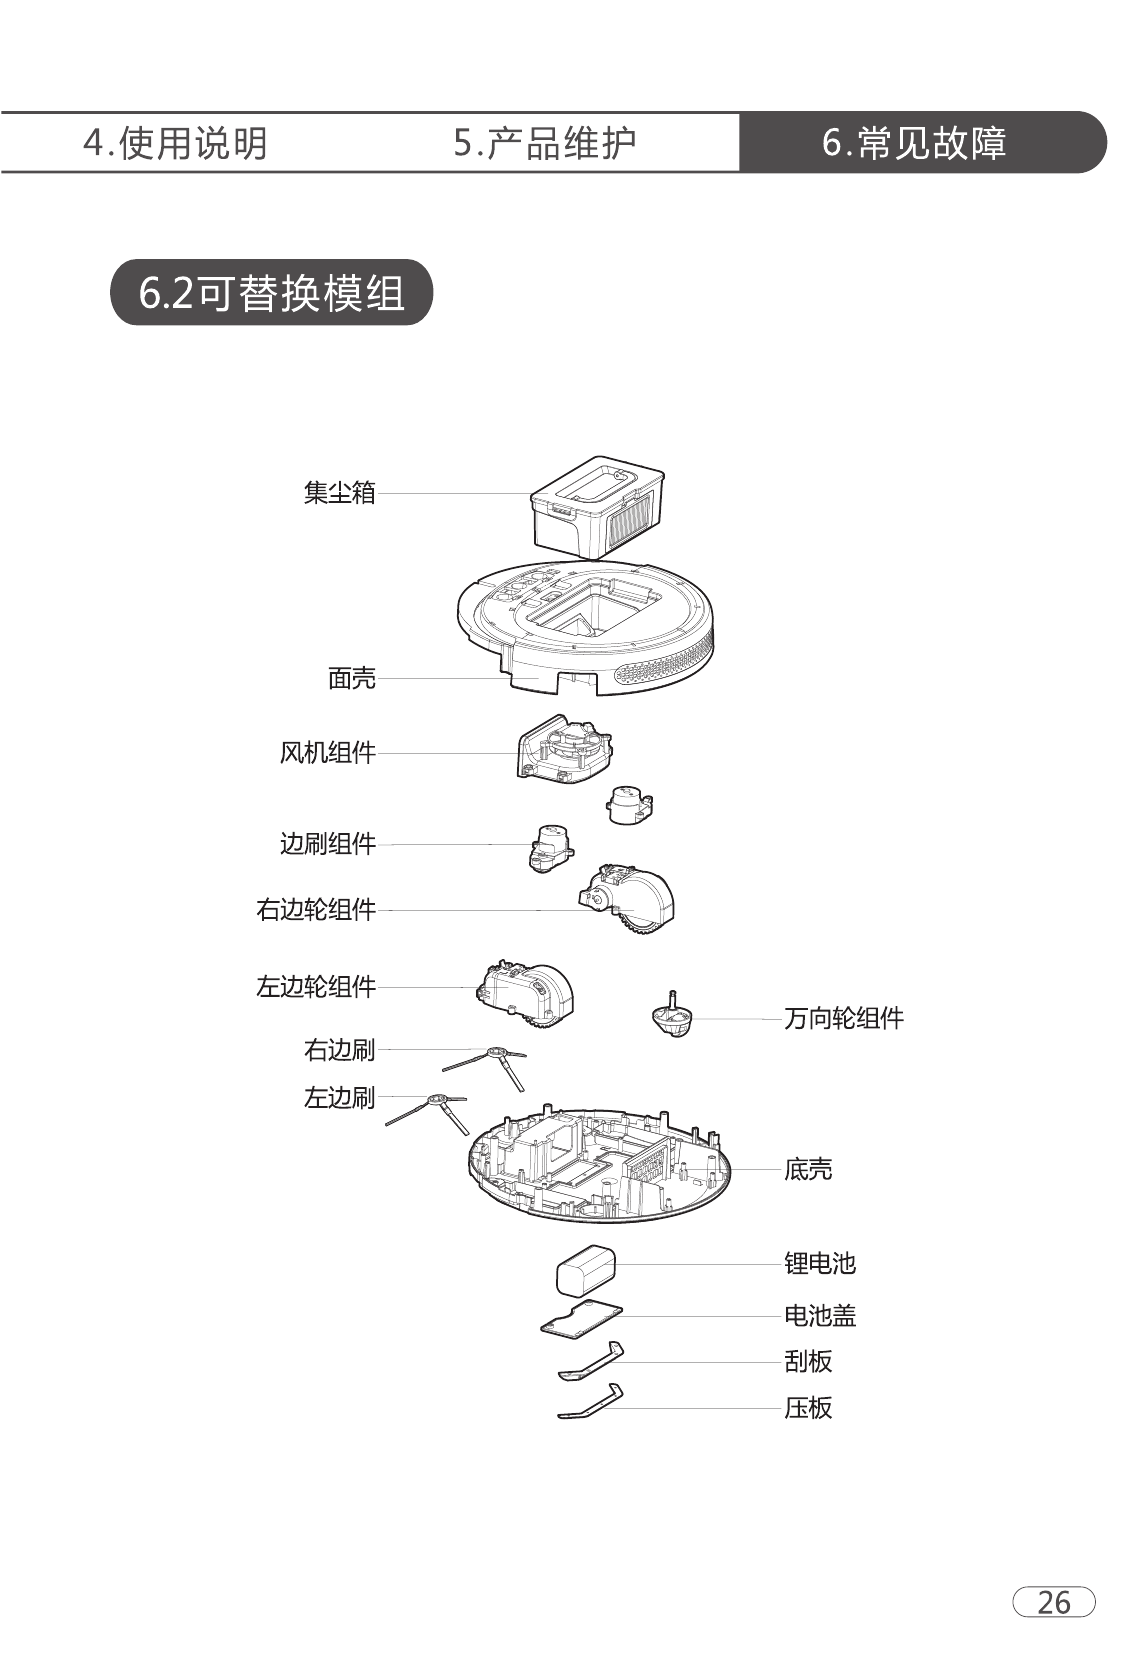 4.使用说明
5.产品维护
6.常见故障
6.2可替换模组
集尘箱
面壳
风机组件
边刷组件
右边轮组件
左边轮组件
万向轮组件
右边刷
左边刷
底壳
锂电池
电池盖
刮板
压板
26